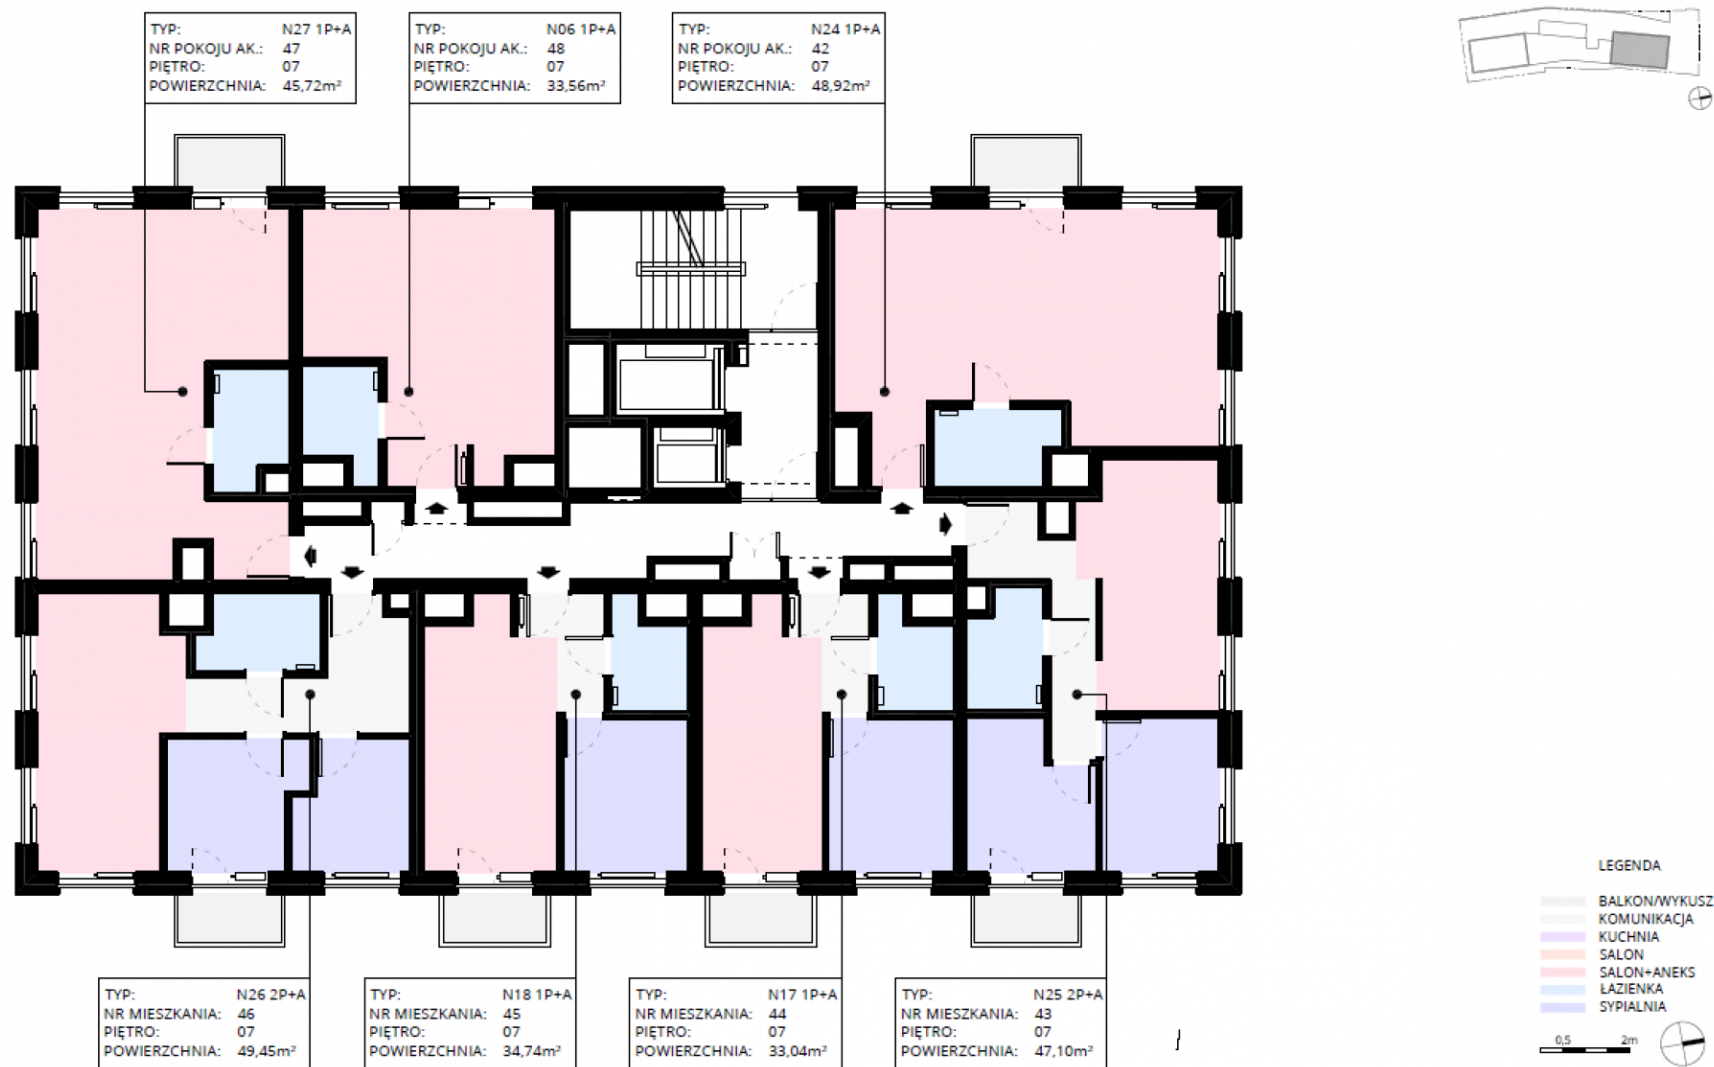 TYP: N27 1P+A
NR POKOJU AK.: 47
PIĘTRO: 07
POWIERZCHNIA: 45,72m²
TYP: N06 1P+A
NR POKOJU AK.: 48
PIĘTRO: 07
POWIERZCHNIA: 33,56m²
TYP: N24 1P+A
NR POKOJU AK.: 42
PIĘTRO: 07
POWIERZCHNIA: 48,92m²
TYP: N26 2P+A
NR MIESZKANIA: 46
PIĘTRO: 07
POWIERZCHNIA: 49,45m²
TYP: N18 1P+A
NR MIESZKANIA: 45
PIĘTRO: 07
POWIERZCHNIA: 34,74m²
TYP: N17 1P+A
NR MIESZKANIA: 44
PIĘTRO: 07
POWIERZCHNIA: 33,04m²
TYP: N25 2P+A
NR MIESZKANIA: 43
PIĘTRO: 07
POWIERZCHNIA: 47,10m²
LEGENDA
BALKON/WYKUSZ
KOMUNIKACJA
KUCHNIA
SALON
SALON+ANEKS
ŁAZIENKA
SYPIALNIA
0,5 2m